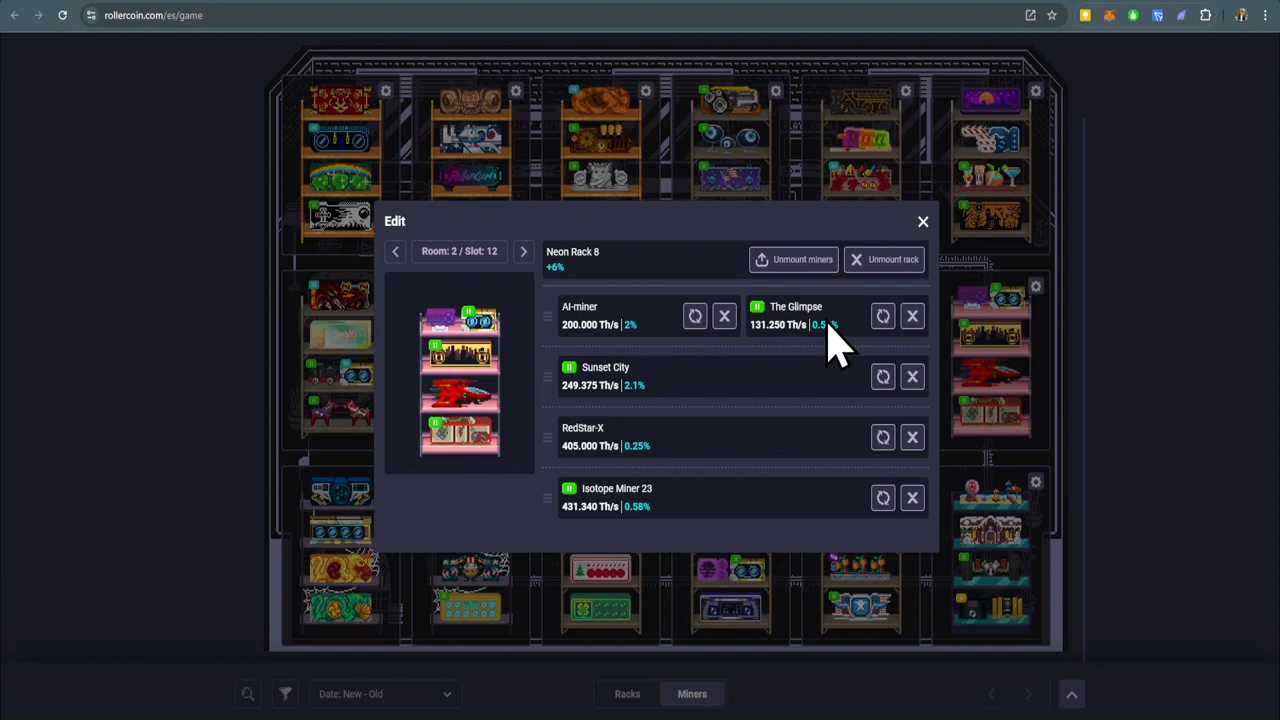 rollercoin.com/es/game
Edit
Room: 2 / Slot: 12
Neon Rack 8
+6%
Unmount miners
Unmount rack
AI-miner
200.000 Th/s | 2%
The Glimpse
131.250 Th/s |
Sunset City
249.375 Th/s | 2.1%
RedStar-X
405.000 Th/s | 0.25%
Isotope Miner 23
431.340 Th/s | 0.58%
Date: New - Old
Racks
Miners